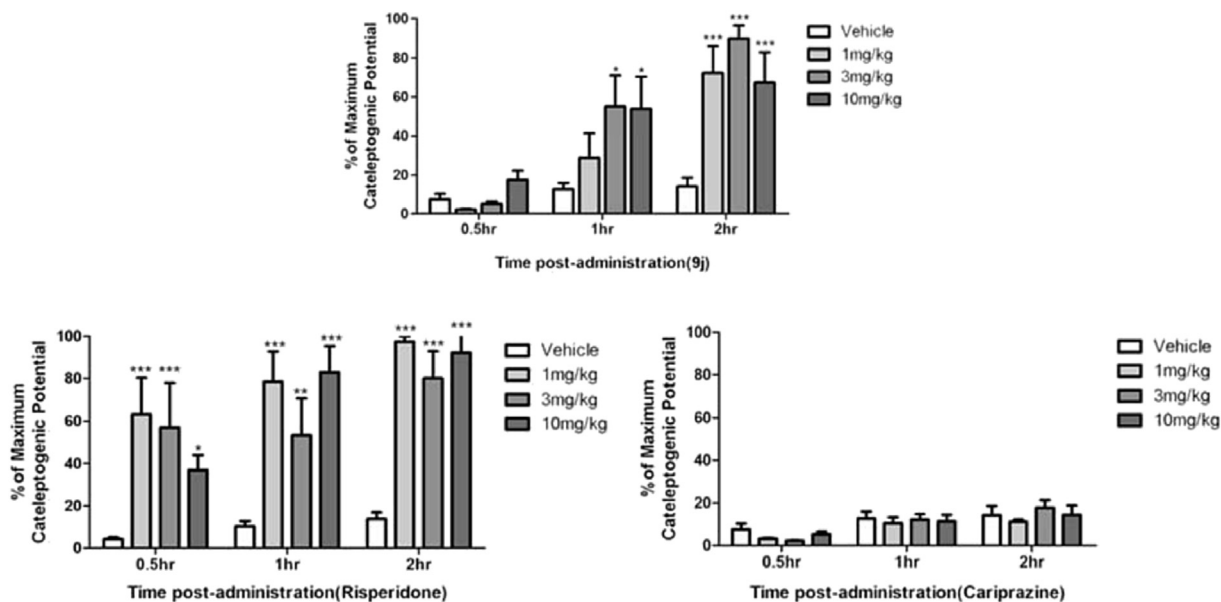 % of Maximum
Cateleptogenic Potential
100
80
60
40
20
0
***
***
***
*
*
0.5hr
1hr
2hr
Time post-administration(9j)
Vehicle
1mg/kg
3mg/kg
10mg/kg
% of Maximum
Cateleptogenic Potential
100
80
60
40
20
0
***
***
*
***
**
***
***
***
***
0.5hr
1hr
2hr
Time post-administration(Risperidone)
Vehicle
1mg/kg
3mg/kg
10mg/kg
% of Maximum
Cateleptogenic Potential
100
80
60
40
20
0
0.5hr
1hr
2hr
Time post-administration(Cariprazine)
Vehicle
1mg/kg
3mg/kg
10mg/kg